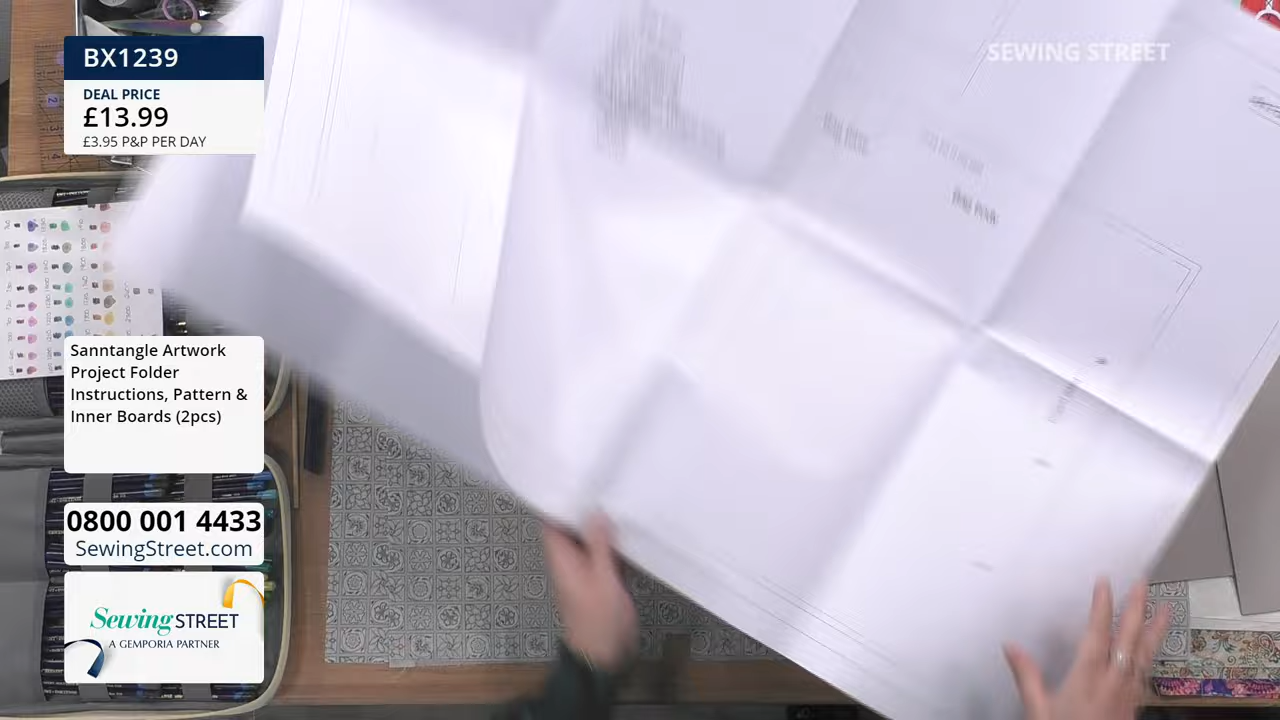 BX1239
DEAL PRICE
£13.99
£3.95 P&P PER DAY
SEWING STREET
Sanntangle Artwork
Project Folder
Instructions, Pattern &
Inner Boards (2pcs)
0800 001 4433
SewingStreet.com
Sewing STREET
A GEMPORIA PARTNER